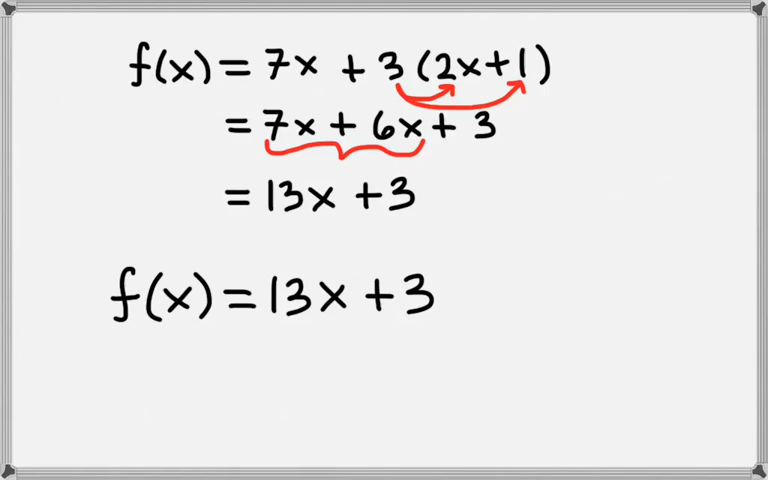 f(x) = 7x + 3 (2x+1)
= 7x + 6x + 3
= 13x + 3
f(x) = 13x + 3